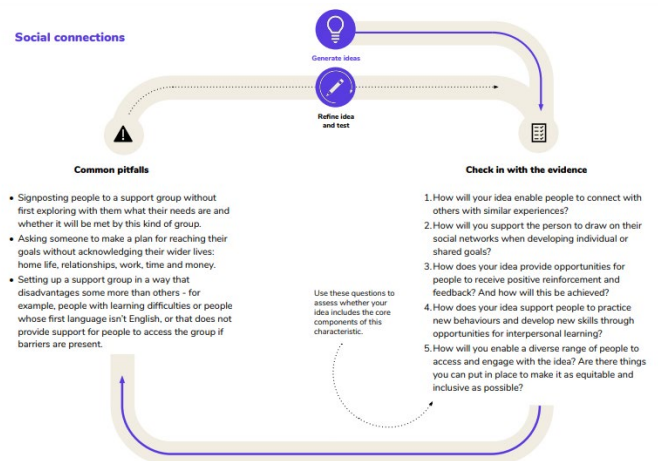 Social connections
Generate ideas
Refine idea
and test
Common pitfalls
• Signposting people to a support group without
first exploring with them what their needs are and
whether it will be met by this kind of group.
• Asking someone to make a plan for reaching their
goals without acknowledging their wider lives:
home life, relationships, work, time and money.
• Setting up a support group in a way that
disadvantages some more than others - for
example, people with learning difficulties or people
whose first language isn't English, or that does not
provide support for people to access the group if
barriers are present.
Use these questions to
assess whether your
idea includes the core
components of this
characteristic.
Check in with the evidence
1. How will your idea enable people to connect with
others with similar experiences?
2. How will you support the person to draw on their
social networks when developing individual or
shared goals?
3. How does your idea provide opportunities for
people to receive positive reinforcement and
feedback? And how will this be achieved?
4. How does your idea support people to practice
new behaviours and develop new skills through
opportunities for interpersonal learning?
5. How will you enable a diverse range of people to
access and engage with the idea? Are there things
you can put in place to make it as equitable and
inclusive as possible?